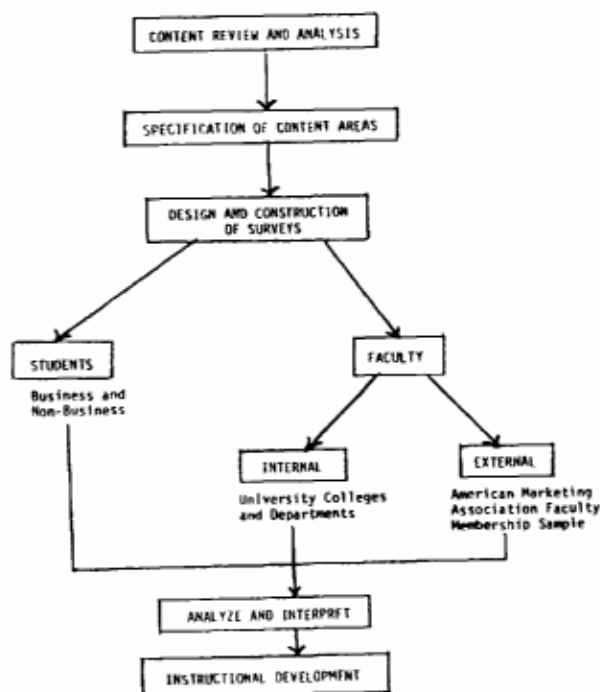 CONTENT REVIEW AND ANALYSIS
SPECIFICATION OF CONTENT AREAS
DESIGN AND CONSTRUCTION
OF SURVEYS
STUDENTS
Business and
Non-Business
FACULTY
INTERNAL
University Colleges
and Departments
EXTERNAL
American Marketing
Association Faculty
Membership Sample
ANALYZE AND INTERPRET
INSTRUCTIONAL DEVELOPMENT